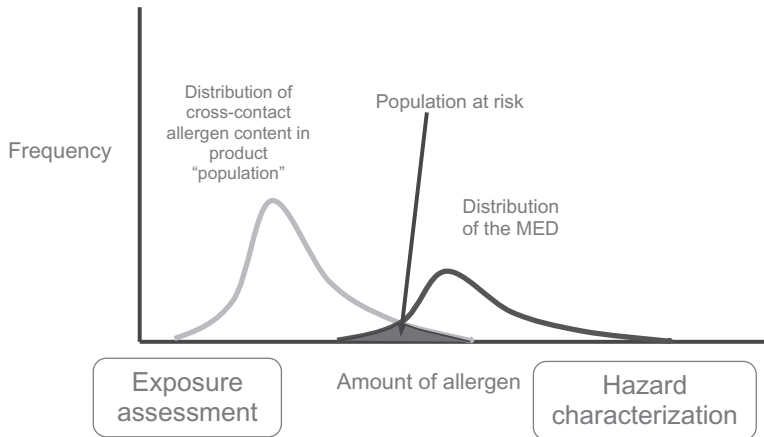 Distribution of
cross-contact
allergen content in
product
“population”
Population at risk
Frequency
Distribution
of the MED
Exposure
assessment
Amount of allergen
Hazard
characterization